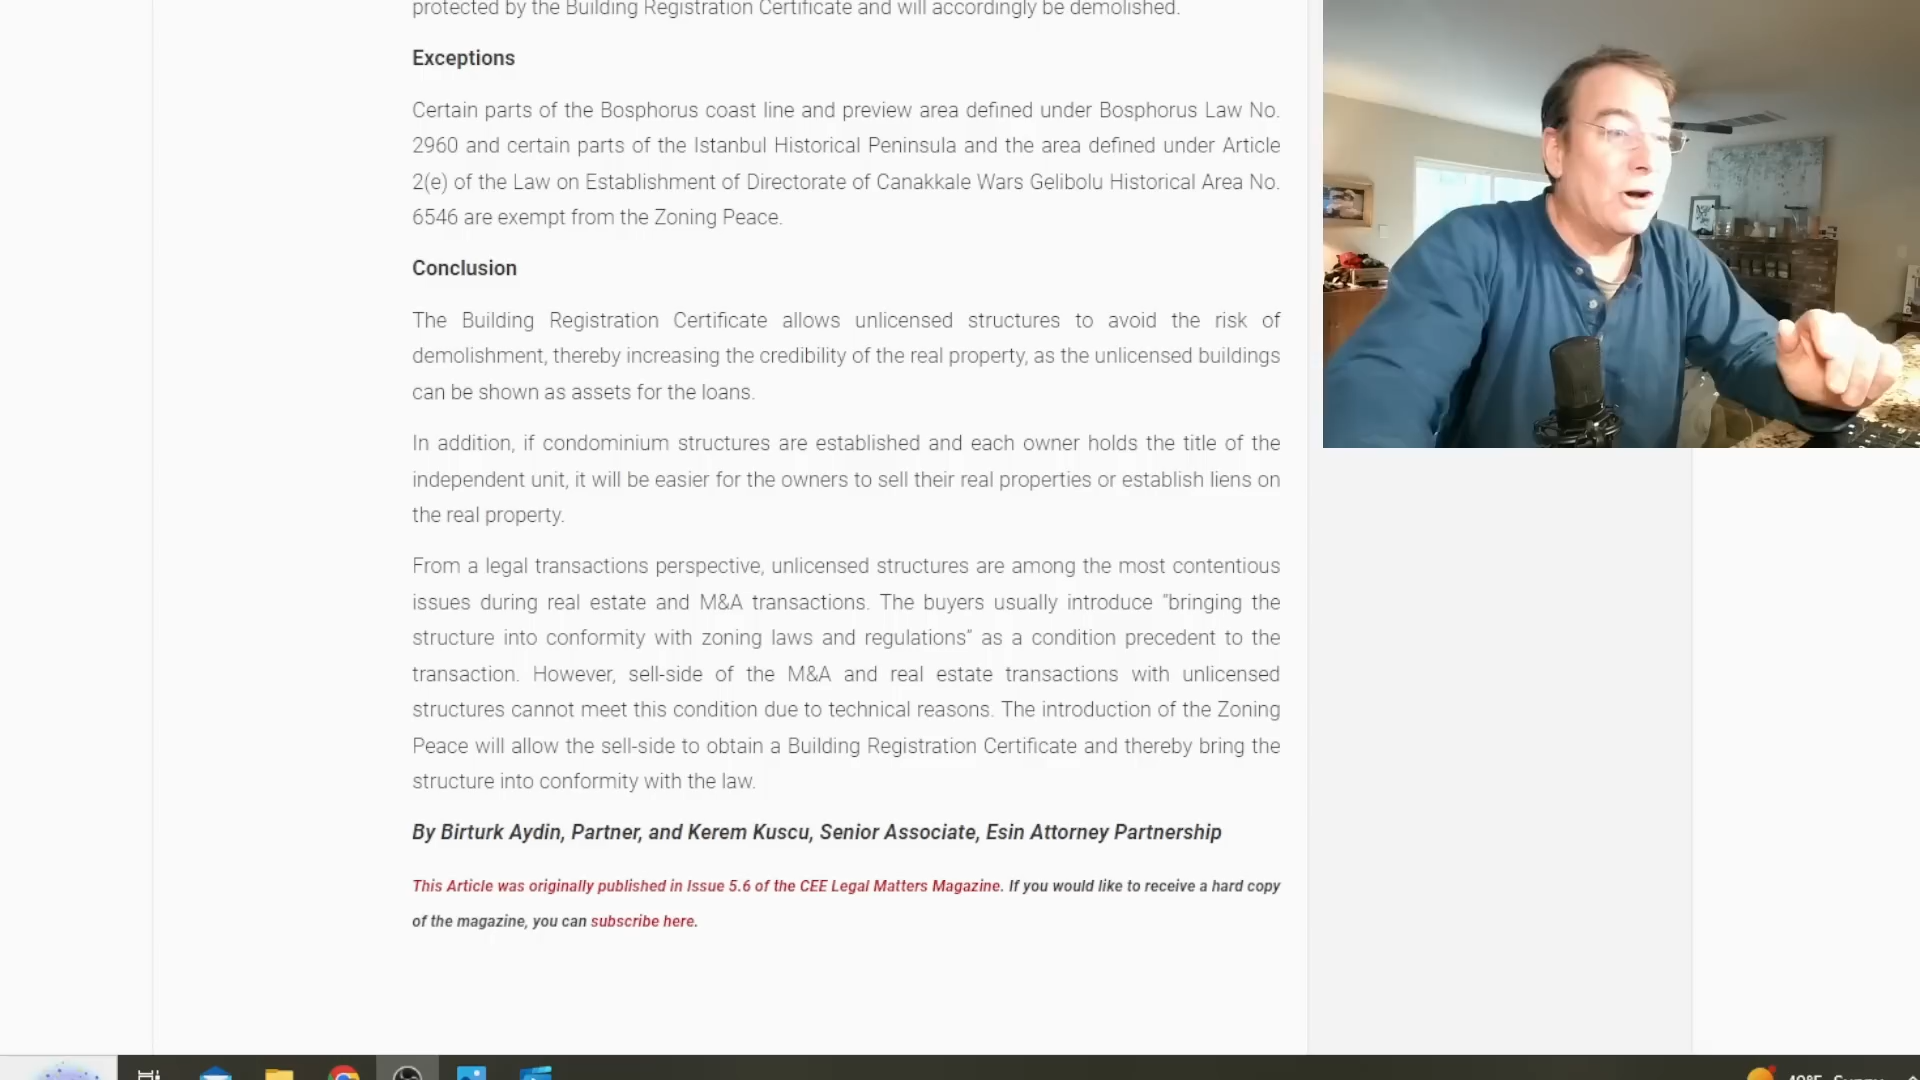 protected by the Building Registration Certificate and will accordingly be demolished.
Exceptions
Certain parts of the Bosphorus coast line and preview area defined under Bosphorus Law No.
2960 and certain parts of the Istanbul Historical Peninsula and the area defined under Article
2(e) of the Law on Establishment of Directorate of Canakkale Wars Gelibolu Historical Area No.
6546 are exempt from the Zoning Peace.
Conclusion
The Building Registration Certificate allows unlicensed structures to avoid the risk of
demolishment, thereby increasing the credibility of the real property, as the unlicensed buildings
can be shown as assets for the loans.
In addition, if condominium structures are established and each owner holds the title of the
independent unit, it will be easier for the owners to sell their real properties or establish liens on
the real property.
From a legal transactions perspective, unlicensed structures are among the most contentious
issues during real estate and M&A transactions. The buyers usually introduce "bringing the
structure into conformity with zoning laws and regulations" as a condition precedent to the
transaction. However, sell-side of the M&A and real estate transactions with unlicensed
structures cannot meet this condition due to technical reasons. The introduction of the Zoning
Peace will allow the sell-side to obtain a Building Registration Certificate and thereby bring the
structure into conformity with the law.
By Birturk Aydin, Partner, and Kerem Kuscu, Senior Associate, Esin Attorney Partnership
This Article was originally published in Issue 5.6 of the CEE Legal Matters Magazine. If you would like to receive a hard copy
of the magazine, you can subscribe here.